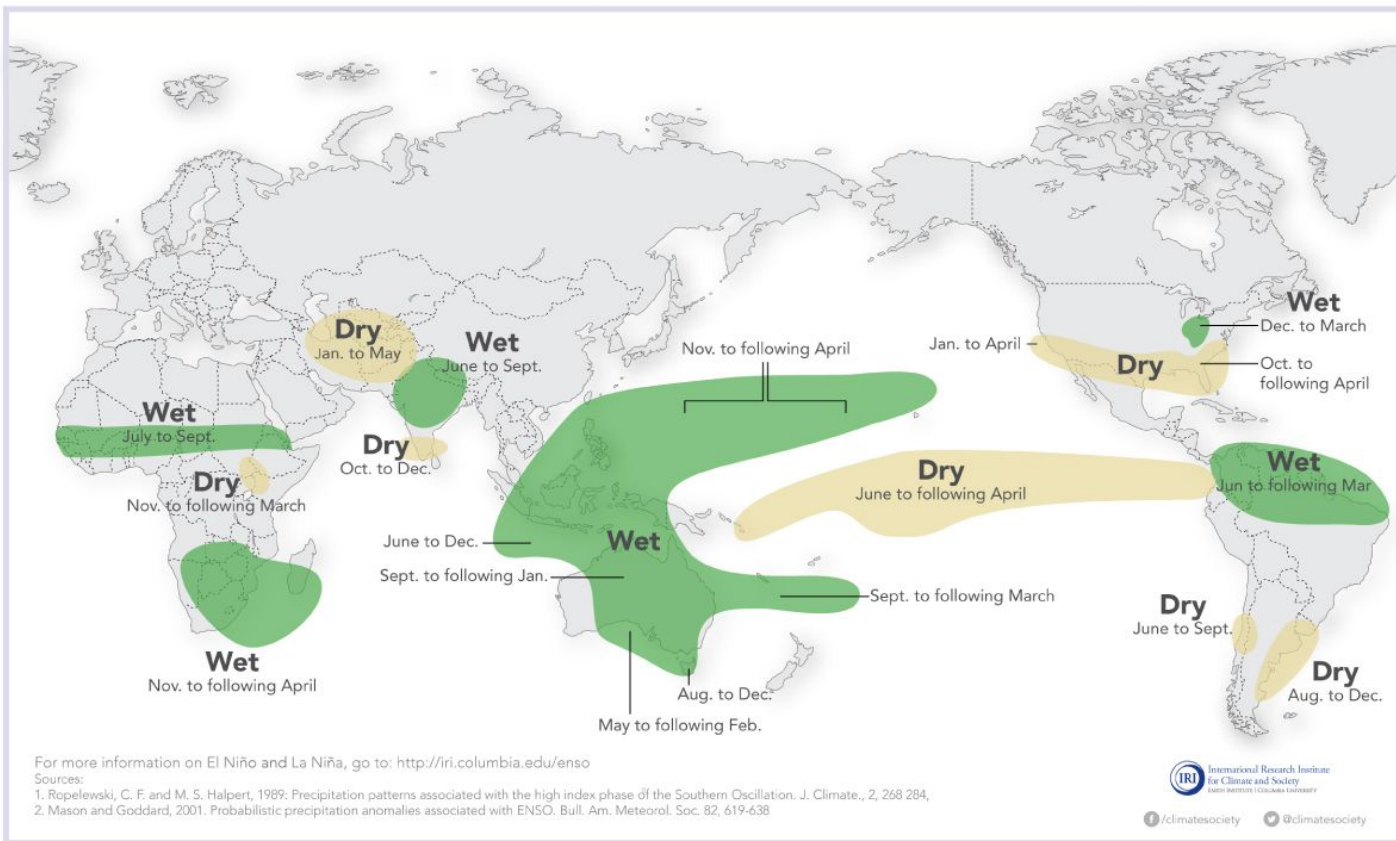 Wet
Dec. to March
Dry
Jan. to May
Wet
June to Sept.
Nov. to following April
Jan. to April
Dry
Oct. to
following April
Wet
July to Sept.
Dry
Oct. to Dec.
Dry
Nov. to following March
Dry
June to following April
Wet
Jun to following Mar
June to Dec.
Wet
Sept. to following Jan.
Sept. to following March
Dry
June to Sept.
Wet
Nov. to following April
Aug. to Dec.
May to following Feb.
Dry
Aug. to Dec.
For more information on El Niño and La Niña, go to: http://iri.columbia.edu/enso
Sources:
1. Ropelewski, C. F. and M. S. Halpert, 1989: Precipitation patterns associated with the high index phase of the Southern Oscillation. J. Climate., 2, 268 284,
2. Mason and Goddard, 2001. Probabilistic precipitation anomalies associated with ENSO. Bull. Am. Meteorol. Soc. 82, 619-638
IRI
International Research Institute
for Climate and Society
EARTH INSTITUTE | COLUMBIA UNIVERSITY
/climatesociety
@climatesociety